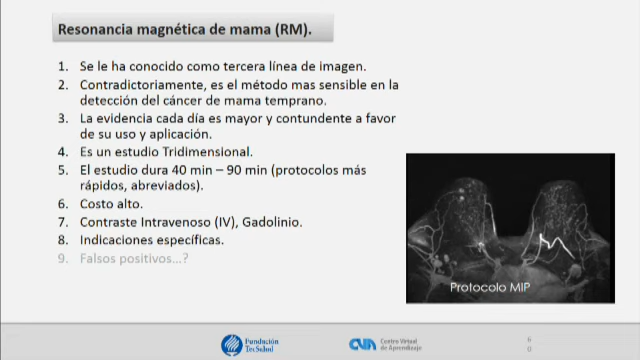 Resonancia magnética de mama (RM).
1. Se le ha conocido como tercera línea de imagen.
2. Contradictoriamente, es el método mas sensible en la
detección del cáncer de mama temprano.
3. La evidencia cada día es mayor y contundente a favor
de su uso y aplicación.
4. Es un estudio Tridimensional.
5. El estudio dura 40 min – 90 min (protocolos más
rápidos, abreviados).
6. Costo alto.
7. Contraste Intravenoso (IV), Gadolinio.
8. Indicaciones específicas.
9. Falsos positivos...?
Protocolo MIP
Fundación
TecSalud
CVA
Centro Virtual
de Aprendizaje
6
0